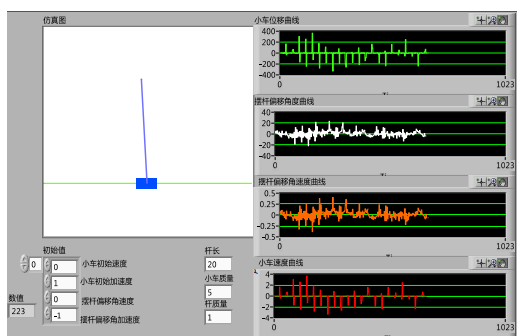 仿真图
小车位移曲线
400
200
0
-200
-400
0
1023
摆杆偏移角度曲线
40
20
0
-20
-40
0
1023
摆杆偏移角速度曲线
0.5
0.25
0
-0.25
-0.5
0
1023
小车速度曲线
4
2
0
-2
-4
0
1023
初始值
0
0
小车初始速度
1
小车初始加速度
0
摆杆偏移角速度
-1
摆杆偏移角加速度
杆长
20
小车质量
5
杆质量
1
数值
223